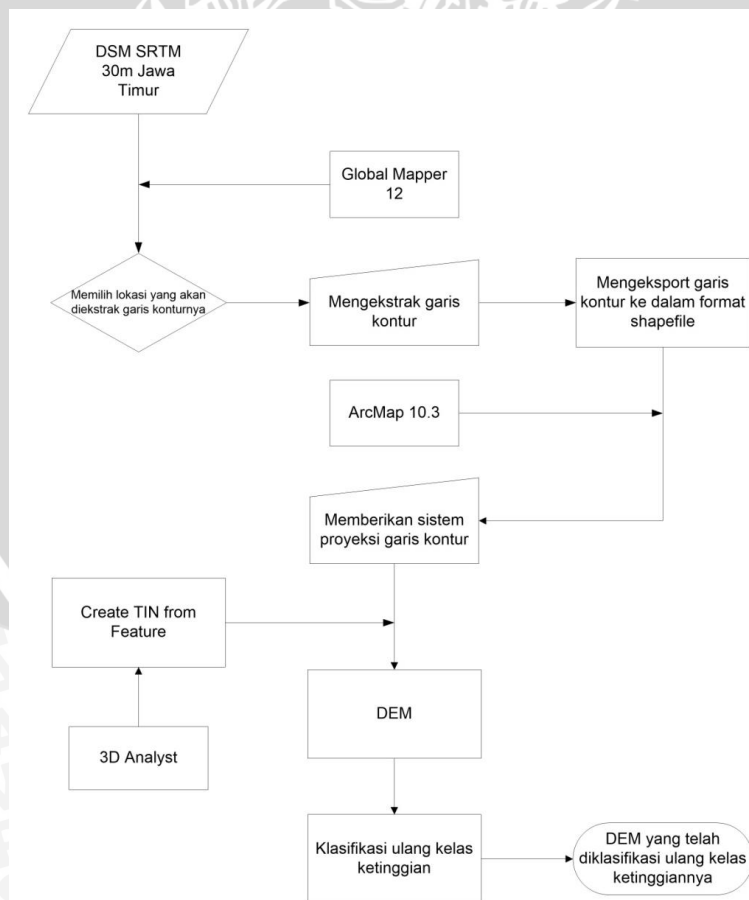 DSM SRTM
30m Jawa
Timur
Global Mapper
12
Memilih lokasi yang akan
diekstrak garis konturnya
Mengekstrak garis
kontur
Mengeksport garis
kontur ke dalam format
shapefile
ArcMap 10.3
Memberikan sistem
proyeksi garis kontur
Create TIN from
Feature
3D Analyst
DEM
Klasifikasi ulang kelas
ketinggian
DEM yang telah
diklasifikasi ulang kelas
ketinggiannya